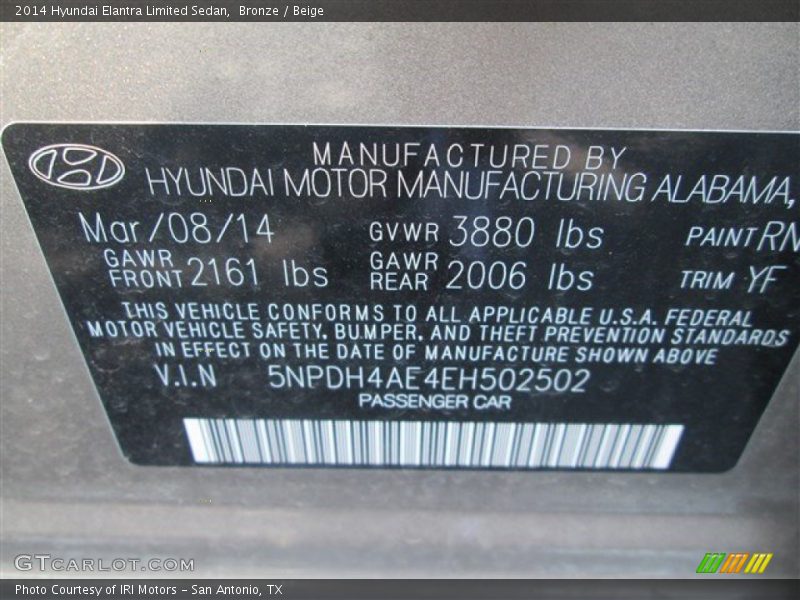 2014 Hyundai Elantra Limited Sedan, Bronze / Beige
MANUFACTURED BY
HYUNDAI MOTOR MANUFACTURING ALABAMA,
Mar/08/14 GVWR 3880 lbs PAINT RN
GAWR FRONT 2161 lbs GAWR REAR 2006 lbs TRIM YF
THIS VEHICLE CONFORMS TO ALL APPLICABLE U.S.A. FEDERAL
MOTOR VEHICLE SAFETY, BUMPER, AND THEFT PREVENTION STANDARDS
IN EFFECT ON THE DATE OF MANUFACTURE SHOWN ABOVE
V.I.N 5NPDH4AE4EH502502
PASSENGER CAR
GTCARLOT.COM
Photo Courtesy of IRI Motors - San Antonio, TX